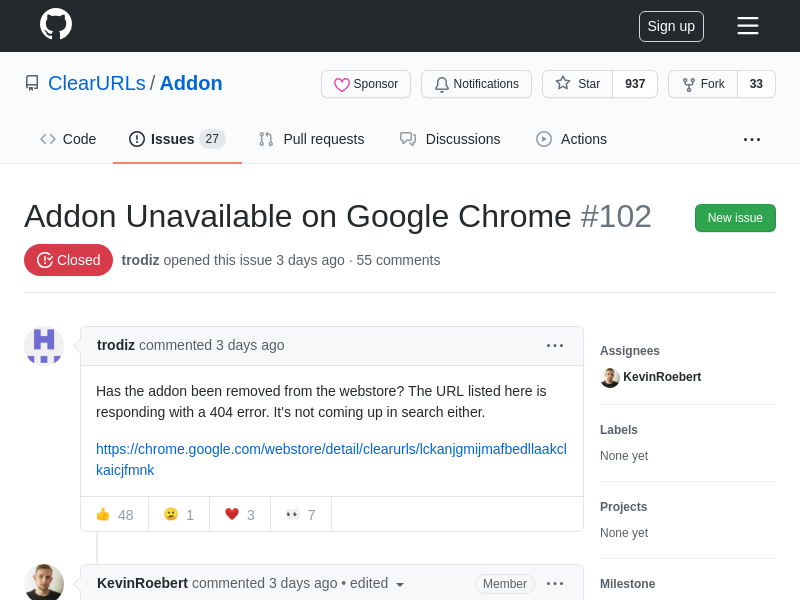 Sign up
ClearURLs / Addon
Sponsor
Notifications
Star 937
Fork 33
Code
Issues 27
Pull requests
Discussions
Actions
Addon Unavailable on Google Chrome #102
New issue
Closed
trodiz opened this issue 3 days ago · 55 comments
trodiz commented 3 days ago
Has the addon been removed from the webstore? The URL listed here is
responding with a 404 error. It's not coming up in search either.
https://chrome.google.com/webstore/detail/clearurls/lckanjgmijmafbedllaakcl
kaicjfmnk
👍 48
😕 1
❤️ 3
👀 7
KevinRoebert commented 3 days ago • edited
Member
Assignees
KevinRoebert
Labels
None yet
Projects
None yet
Milestone